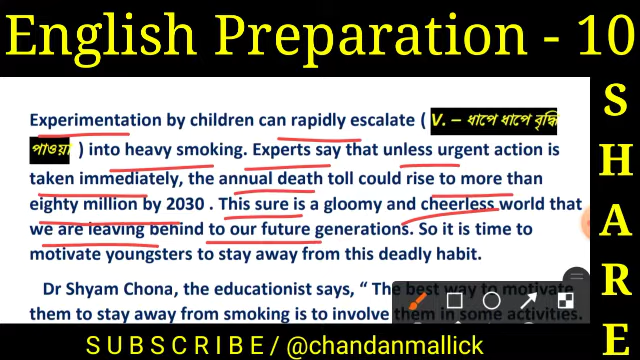 English Preparation - 10
Experimentation by children can rapidly escalate ( V. – ধাপে ধাপে বৃদ্ধি
পাওয়া ) into heavy smoking. Experts say that unless urgent action is
taken immediately, the annual death toll could rise to more than
eighty million by 2030 . This sure is a gloomy and cheerless world that
we are leaving behind to our future generations. So it is time to
motivate youngsters to stay away from this deadly habit.
Dr Shyam Chona, the educationist says, “ The best way to motivate
them to stay away from smoking is to involve them in some activities.
SUBSCRIBE/ @chandanmallick
S
H
A
R
E